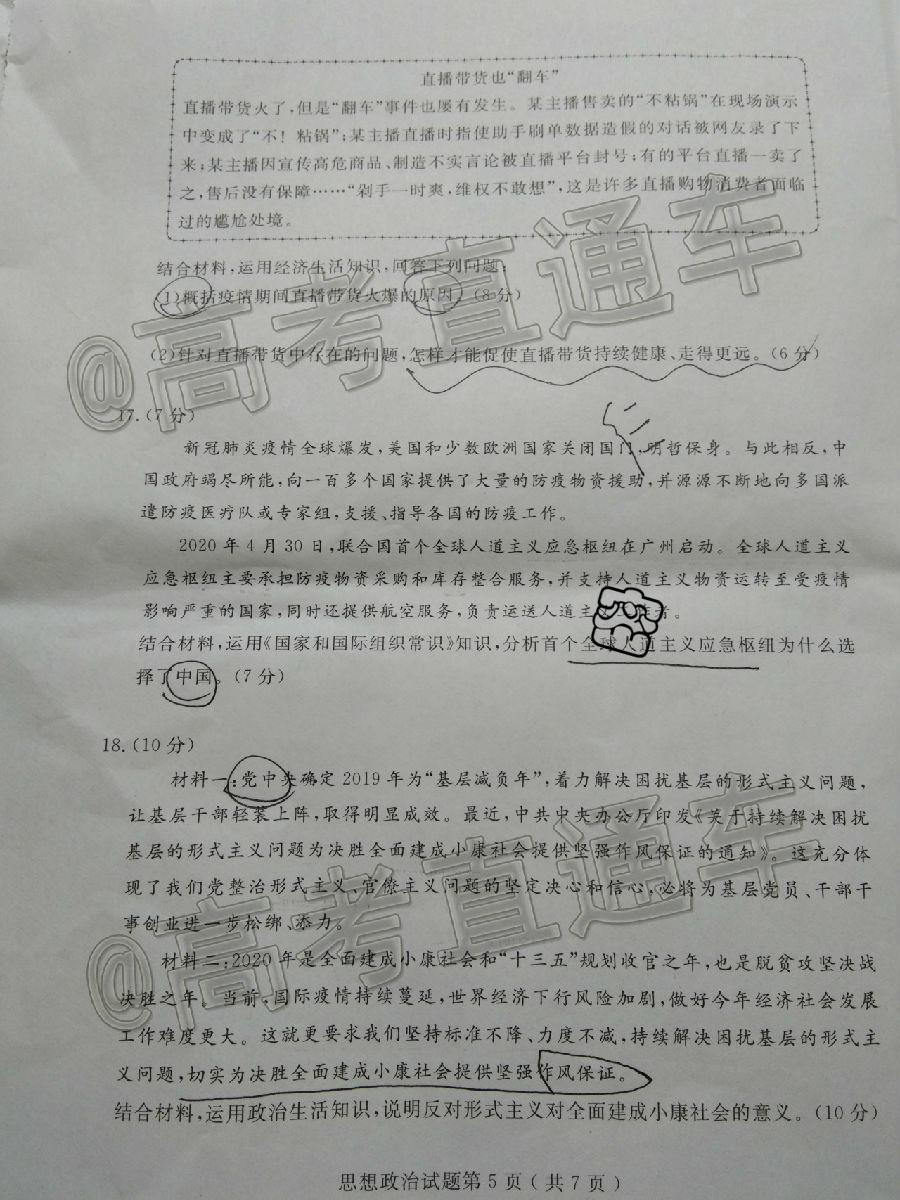 直播带货也“翻车”
直播带货火了,但是“翻车”事件也屡有发生。某主播售卖的“不粘锅”在现场演示
中变成了“不！粘锅”;某主播直播时指使助手刷单数据造假的对话被网友录了下
来;某主播因宣传高危商品、制造不实言论被直播平台封号;有的平台直播一卖了
之,售后没有保障……“剁手一时爽,维权不敢想”,这是许多直播购物消费者面临
过的尴尬处境。
结合材料,运用经济生活知识,回答下列问题:
(1)概括疫情期间直播带货火爆的原因。(8分)
(2)针对直播带货中存在的问题,怎样才能促使直播带货持续健康、走得更远。(6分)
17.(7分)
新冠肺炎疫情全球爆发,美国和少数欧洲国家关闭国门,明哲保身。与此相反,中
国政府竭尽所能,向一百多个国家提供了大量的防疫物资援助,并源源不断地向多国派
遣防疫医疗队或专家组,支援、指导各国的防疫工作。
2020年4月30日,联合国首个全球人道主义应急枢纽在广州启动。全球人道主义
应急枢纽主要承担防疫物资采购和库存整合服务,并支持人道主义物资运转至受疫情
影响严重的国家,同时还提供航空服务,负责运送人道主者。
结合材料,运用《国家和国际组织常识》知识,分析首个全球人道主义应急枢纽为什么选
择了中国。(7分)
18.(10分)
材料一:党中央确定2019年为“基层减负年”,着力解决困扰基层的形式主义问题,
让基层干部轻装上阵,取得明显成效。最近,中共中央办公厅印发《关于持续解决困扰
基层的形式主义问题为决胜全面建成小康社会提供坚强作风保证的通知》。这充分体
现了我们党整治形式主义、官僚主义问题的坚定决心和信心,必将为基层党员、干部干
事创业进一步松绑、添力。
材料二:2020年是全面建成小康社会和“十三五”规划收官之年,也是脱贫攻坚决战
决胜之年。当前,国际疫情持续蔓延,世界经济下行风险加剧,做好今年经济社会发展
工作难度更大。这就更要求我们坚持标准不降、力度不减,持续解决困扰基层的形式主
义问题,切实为决胜全面建成小康社会提供坚强作风保证。
结合材料,运用政治生活知识,说明反对形式主义对全面建成小康社会的意义。(10分)
思想政治试题第5页(共7页)
@高考直通车
@高考直通车